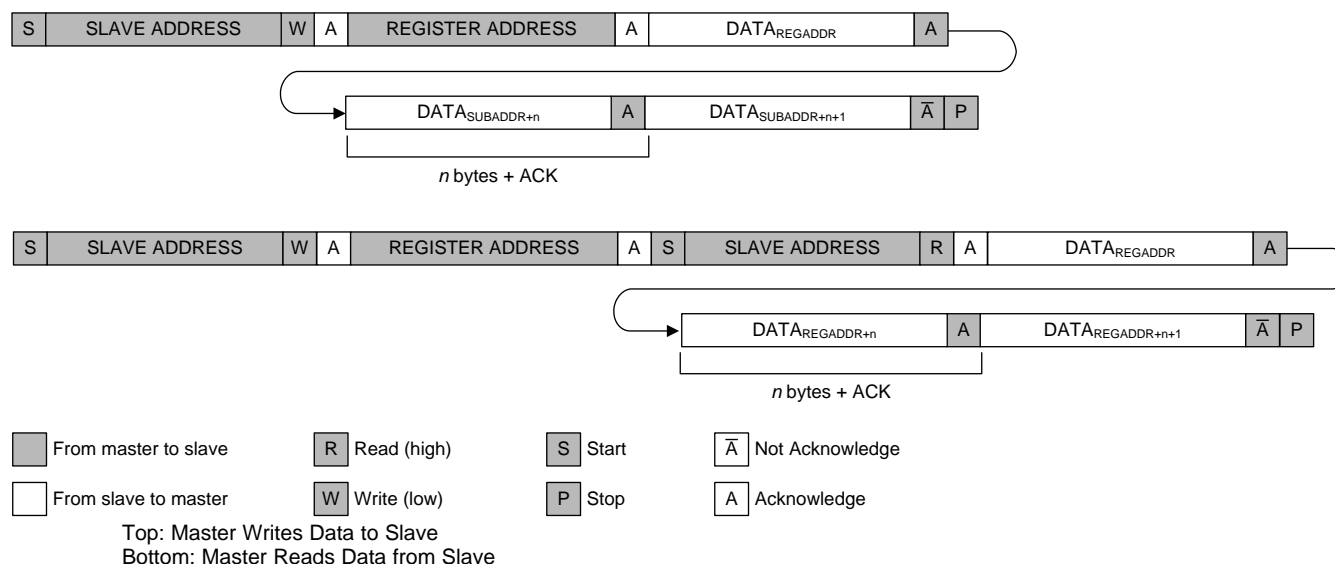 S SLAVE ADDRESS W A REGISTER ADDRESS A DATAREGADDR A
DATASUBADDR+n A DATASUBADDR+n+1 A̅ P
n bytes + ACK
S SLAVE ADDRESS W A REGISTER ADDRESS A S SLAVE ADDRESS R A DATAREGADDR A
DATAREGADDR+n A DATAREGADDR+n+1 A̅ P
n bytes + ACK
From master to slave R Read (high) S Start A̅ Not Acknowledge
From slave to master W Write (low) P Stop A Acknowledge
Top: Master Writes Data to Slave
Bottom: Master Reads Data from Slave